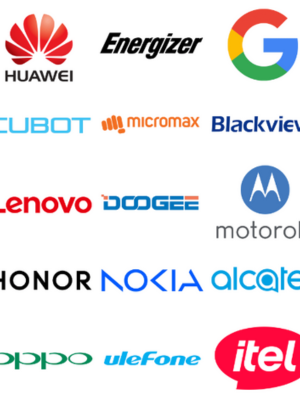 HUAWEI Energizer G
CUBOT micromax Blackview
Lenovo DOOGEE motorol
HONOR NOKIA alcate
oppo ulefone itel